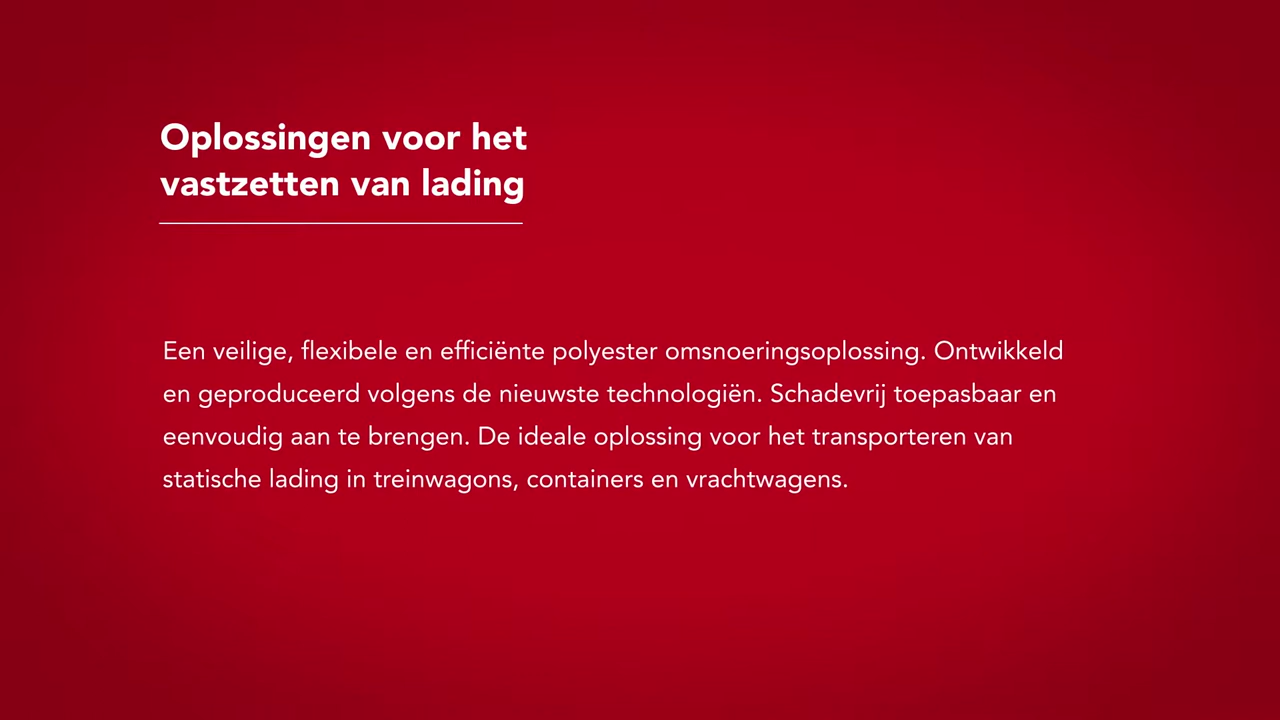 Oplossingen voor het
vastzetten van lading
Een veilige, flexibele en efficiënte polyester omsnoeringsoplossing. Ontwikkeld
en geproduceerd volgens de nieuwste technologiën. Schadevrij toepasbaar en
eenvoudig aan te brengen. De ideale oplossing voor het transporteren van
statische lading in treinwagons, containers en vrachtwagens.